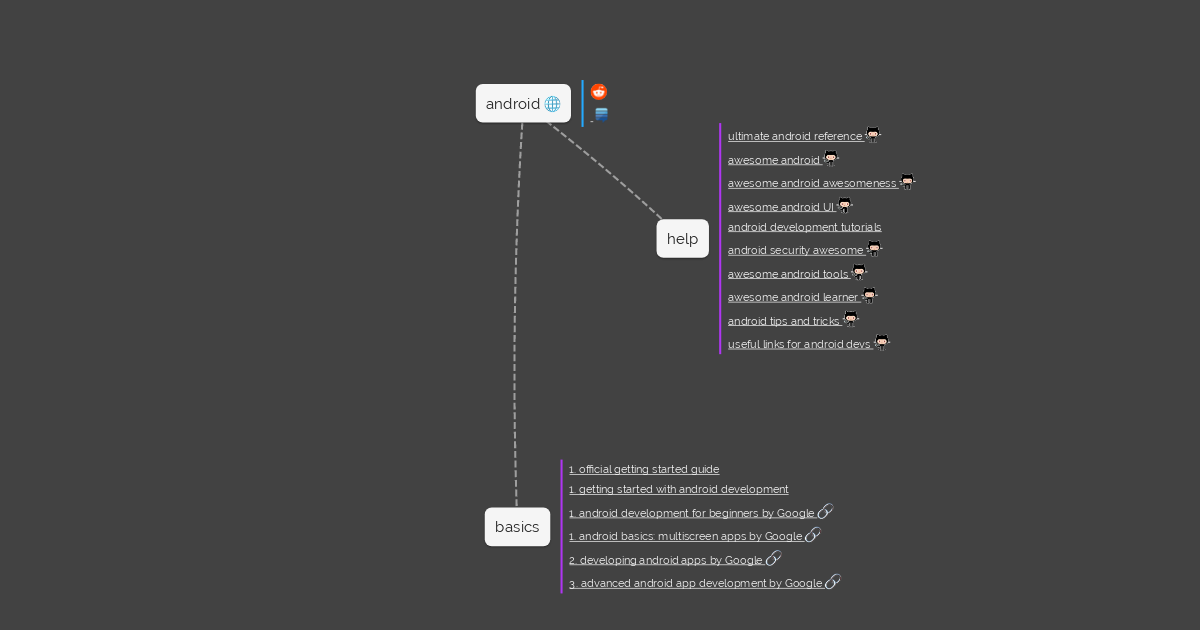 android
ultimate android reference
awesome android
awesome android awesomeness
awesome android UI
android development tutorials
android security awesome
awesome android tools
awesome android learner
android tips and tricks
useful links for android devs
help
1. official getting started guide
1. getting started with android development
1. android development for beginners by Google
1. android basics: multiscreen apps by Google
2. developing android apps by Google
3. advanced android app development by Google
basics